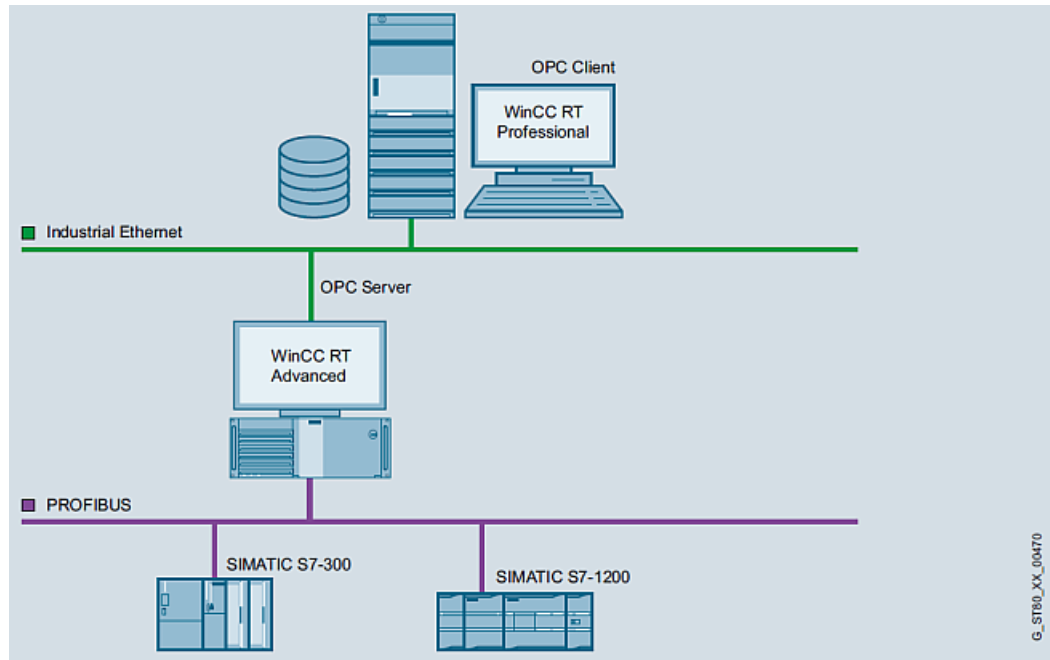 OPC Client
WinCC RT
Professional
Industrial Ethernet
OPC Server
WinCC RT
Advanced
PROFIBUS
SIMATIC S7-300
SIMATIC S7-1200
G_ST80_XX_00470